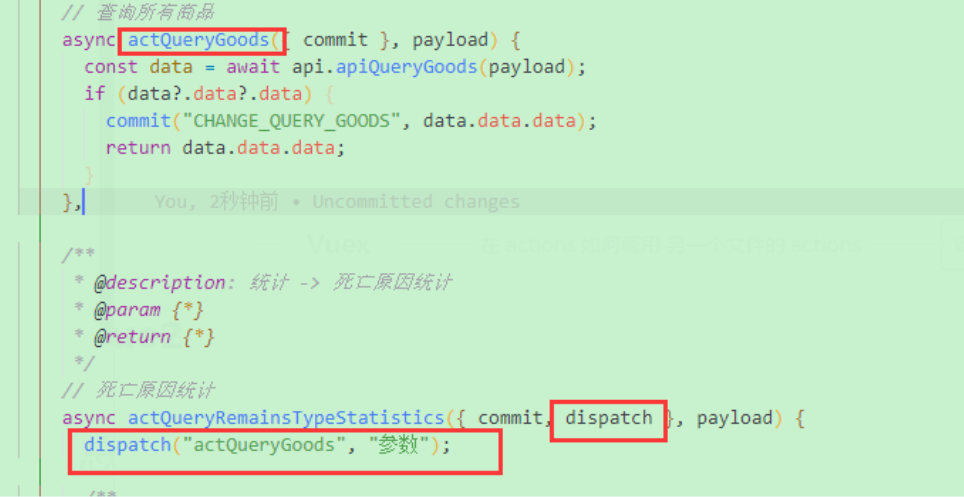 // 查询所有商品
async actQueryGoods({ commit }, payload) {
const data = await api.apiQueryGoods(payload);
if (data?.data?.data) {
commit("CHANGE_QUERY_GOODS", data.data.data);
return data.data.data;
}
},
You, 2秒钟前 • Uncommitted changes
Vuex
/**
* @description: 统计 -> 死亡原因统计
* @param {*}
* @return {*}
*/
// 死亡原因统计
async actQueryRemainsTypeStatistics({ commit, dispatch }, payload) {
dispatch("actQueryGoods", "参数");
/**